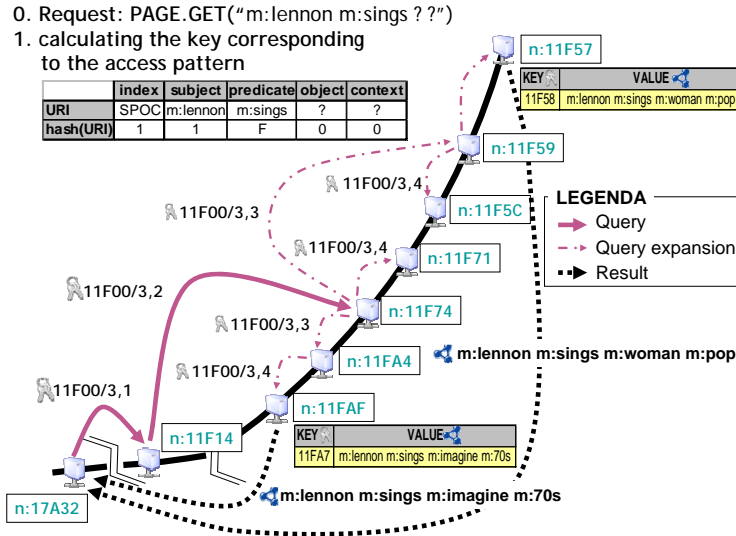 0. Request: PAGE.GET("m:lennon m:sings ? ?")
1. calculating the key corresponding
to the access pattern
index subject predicate object context
URI SPOC m:lennon m:sings ? ?
hash(URI) 1 1 F 0 0
n:11F57
KEY VALUE
11F58 m:lennon m:sings m:woman m:pop
n:11F59
11F00/3,4
11F00/3,3
n:11F5C
LEGENDA
Query
Query expansion
Result
11F00/3,4
n:11F71
11F00/3,2
n:11F74
11F00/3,3
m:lennon m:sings m:woman m:pop
n:11FA4
11F00/3,4
11F00/3,1
n:11FAF
n:11F14
KEY VALUE
11FA7 m:lennon m:sings m:imagine m:70s
m:lennon m:sings m:imagine m:70s
n:17A32